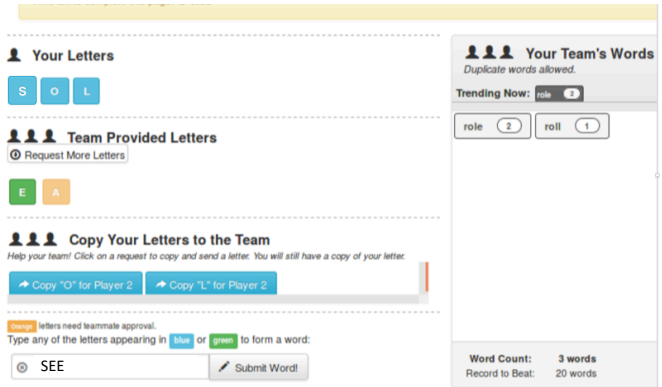 Your Letters
S O L
Team Provided Letters
Request More Letters
E A
Copy Your Letters to the Team
Help your team! Click on a request to copy and send a letter. You will still have a copy of your letter.
Copy "O" for Player 2 Copy "L" for Player 2
Orange letters need teammate approval.
Type any of the letters appearing in blue or green to form a word:
SEE Submit Word!
Your Team's Words
Duplicate words allowed.
Trending Now: role 2
role 2 roll 1
Word Count: 3 words
Record to Beat: 20 words